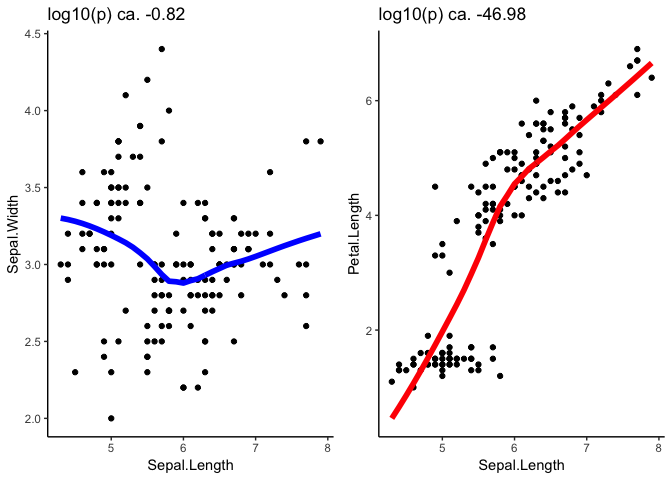 log10(p) ca. -0.82
4.5
4.0
3.5
3.0
2.5
2.0
Sepal.Width
5
6
7
8
Sepal.Length
log10(p) ca. -46.98
6
4
2
Petal.Length
5
6
7
8
Sepal.Length